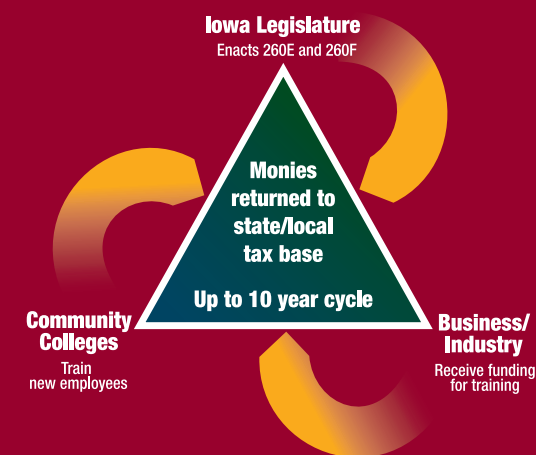 Iowa Legislature
Enacts 260E and 260F
Monies
returned to
state/local
tax base
Up to 10 year cycle
Community
Colleges
Train
new employees
Business/
Industry
Receive funding
for training